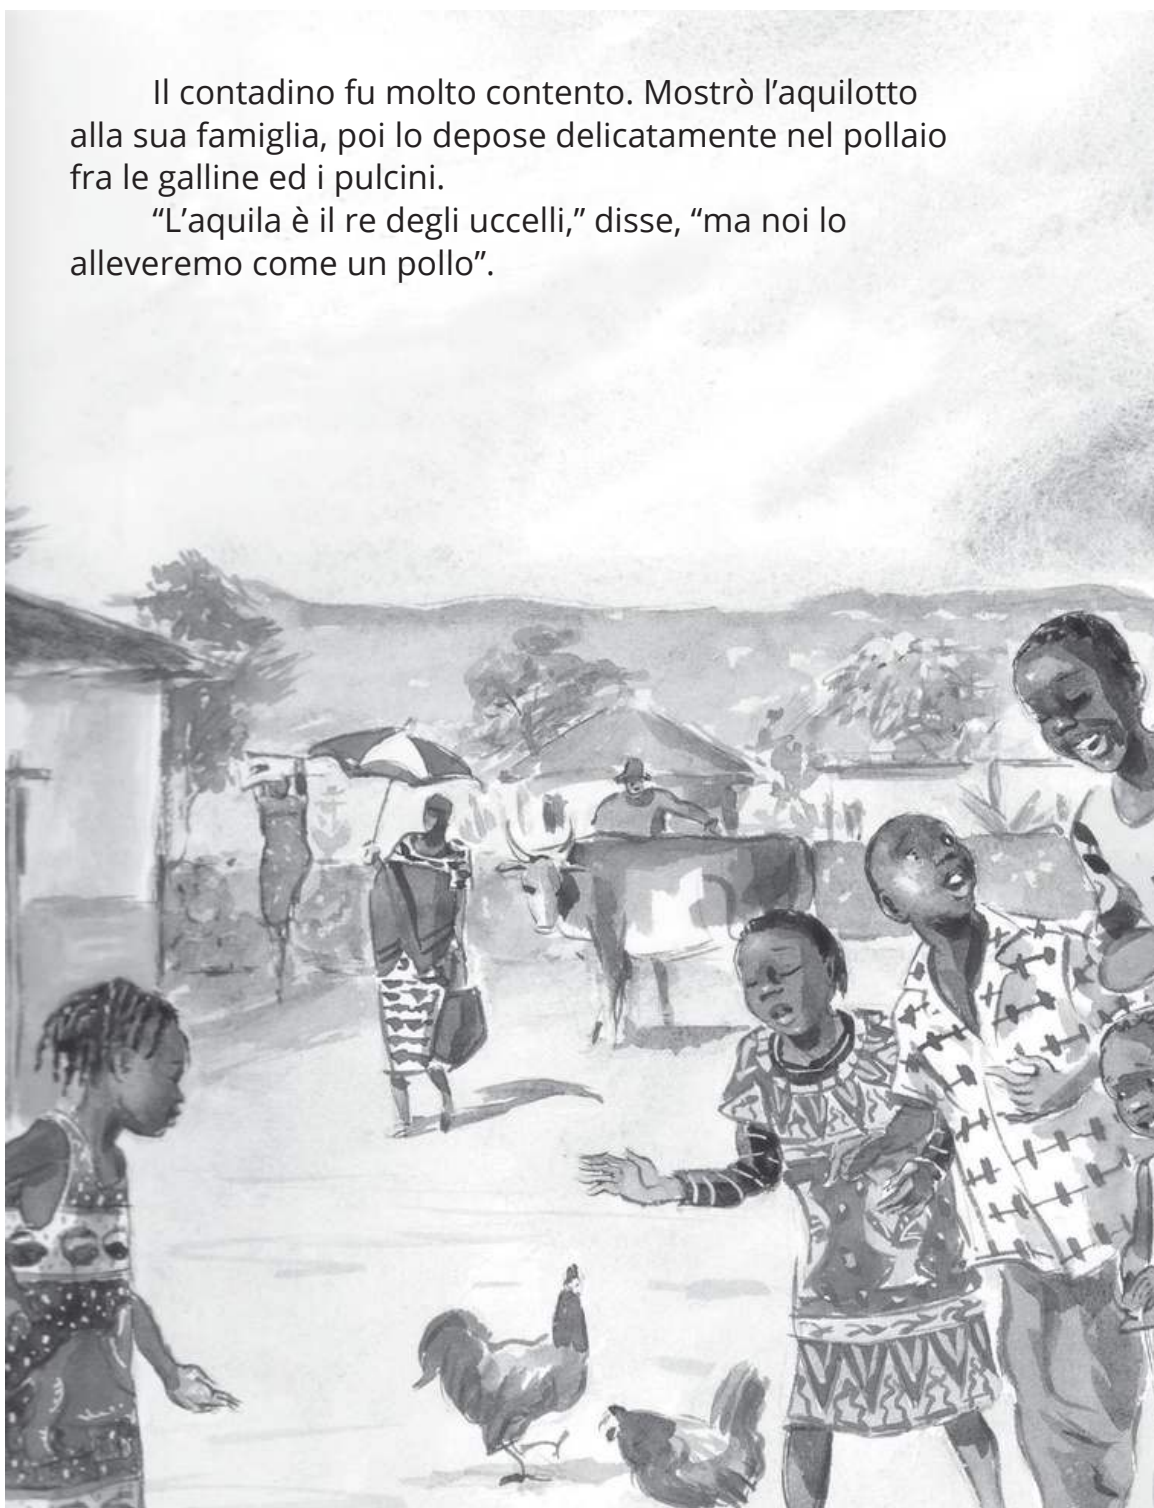 Il contadino fu molto contento. Mostrò l’aquilotto
alla sua famiglia, poi lo depose delicatamente nel pollaio
fra le galline ed i pulcini.
“L’aquila è il re degli uccelli,” disse, “ma noi lo
alleveremo come un pollo”.